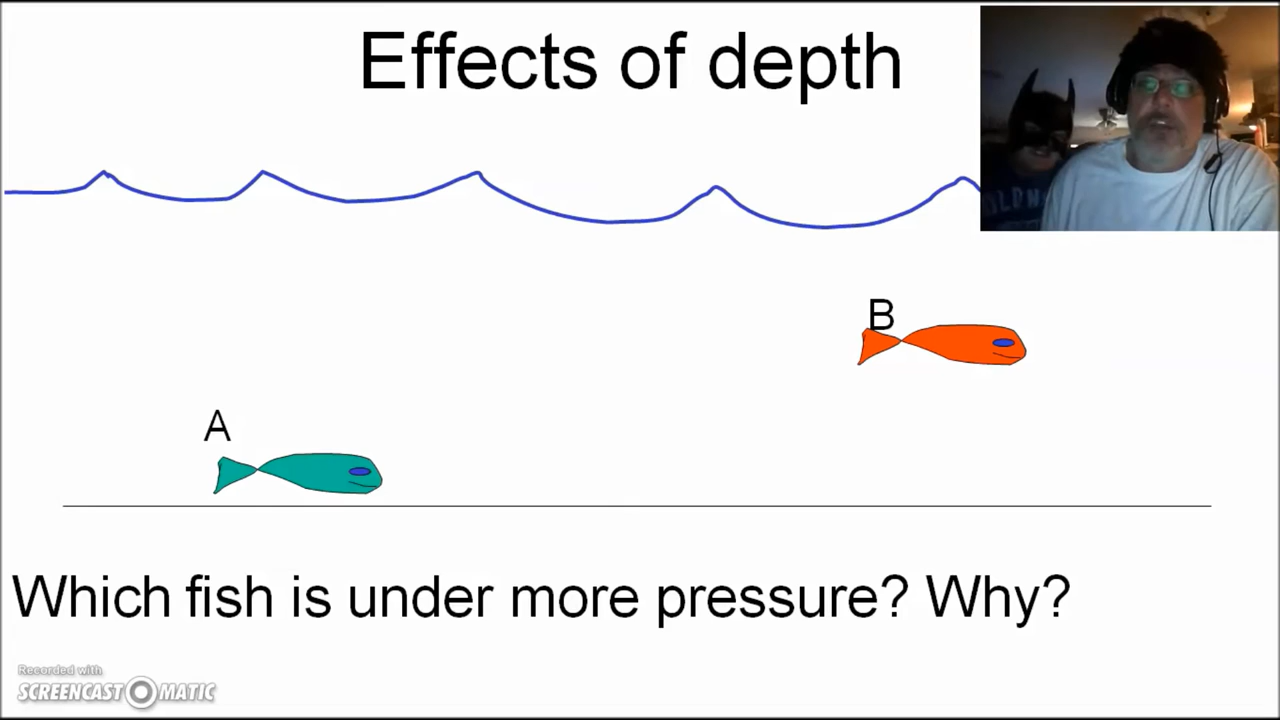 Effects of depth
B
A
Which fish is under more pressure? Why?
Recorded with
SCREENCAST MATIC